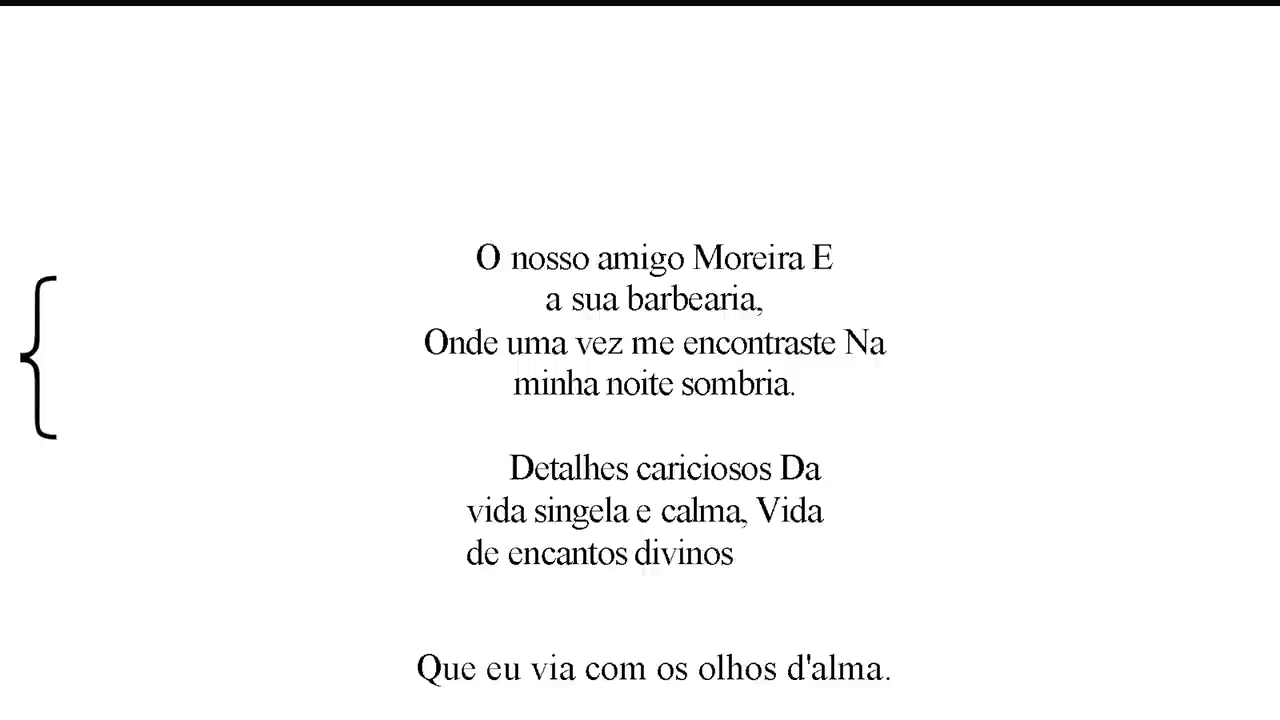 O nosso amigo Moreira E
a sua barbearia,
Onde uma vez me encontraste Na
minha noite sombria.
Detalhes cariciosos Da
vida singela e calma, Vida
de encantos divinos
Que eu via com os olhos d'alma.